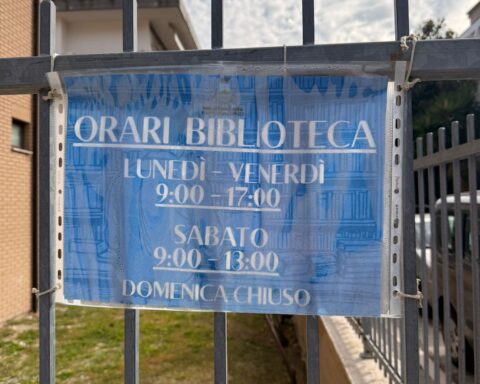 ORARI BIBLIOTECA
LUNEDÌ - VENERDÌ
9:00 - 17:00
SABATO
9:00 - 13:00
DOMENICA CHIUSO